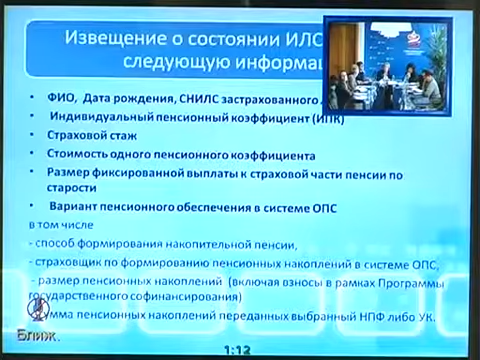 Извещение о состоянии ИЛС
следующую информа
ФИО, Дата рождения, СНИЛС застрахованного
Индивидуальный пенсионный коэффициент (ИПК)
Страховой стаж
Стоимость одного пенсионного коэффициента
Размер фиксированной выплаты к страховой части пенсии по
старости
Вариант пенсионного обеспечения в системе ОПС
в том числе
- способ формирования накопительной пенсии,
- страховщик по формированию пенсионных накоплений в системе ОПС,
- размер пенсионных накоплений (включая взносы в рамках Программы
государственного софинансирования)
умма пенсионных накоплений переданных выбранный НПФ либо УК.
Ближ.
1:12